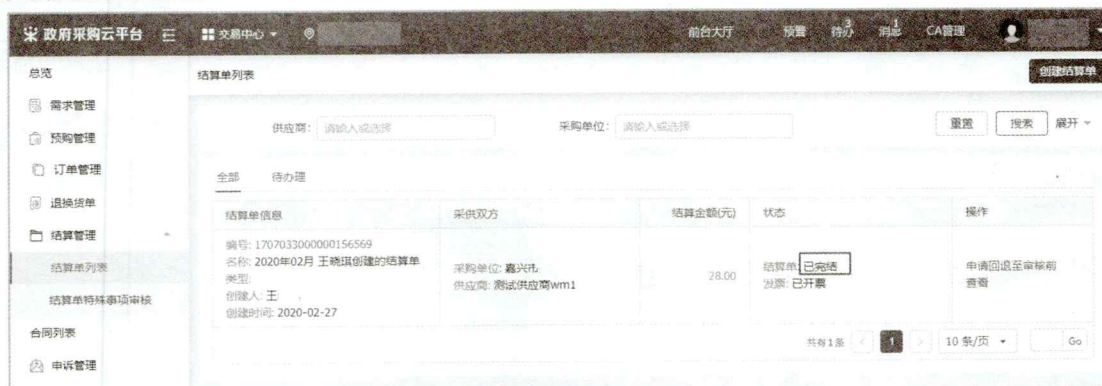 政府采购云平台
交易中心
前台大厅
预警
待办 3
消息 1
CA管理
总览
需求管理
预购管理
订单管理
退换货单
结算管理
结算单列表
结算单特殊事项审核
合同列表
申诉管理
结算单列表
创建结算单
供应商: 请输入或选择
采购单位: 请输入或选择
重置
搜索
展开
全部
待办理
结算单信息
采供双方
结算金额(元)
状态
操作
编号: 1707033000000156569
名称: 2020年02月 王晓琪创建的结算单
类型:
创建人: 王
创建时间: 2020-02-27
采购单位: 嘉兴市
供应商: 测试供应商wm1
28.00
结算单: 已完结
发票: 已开票
申请回退至审核前
查看
共有1条
1
10 条/页
Go